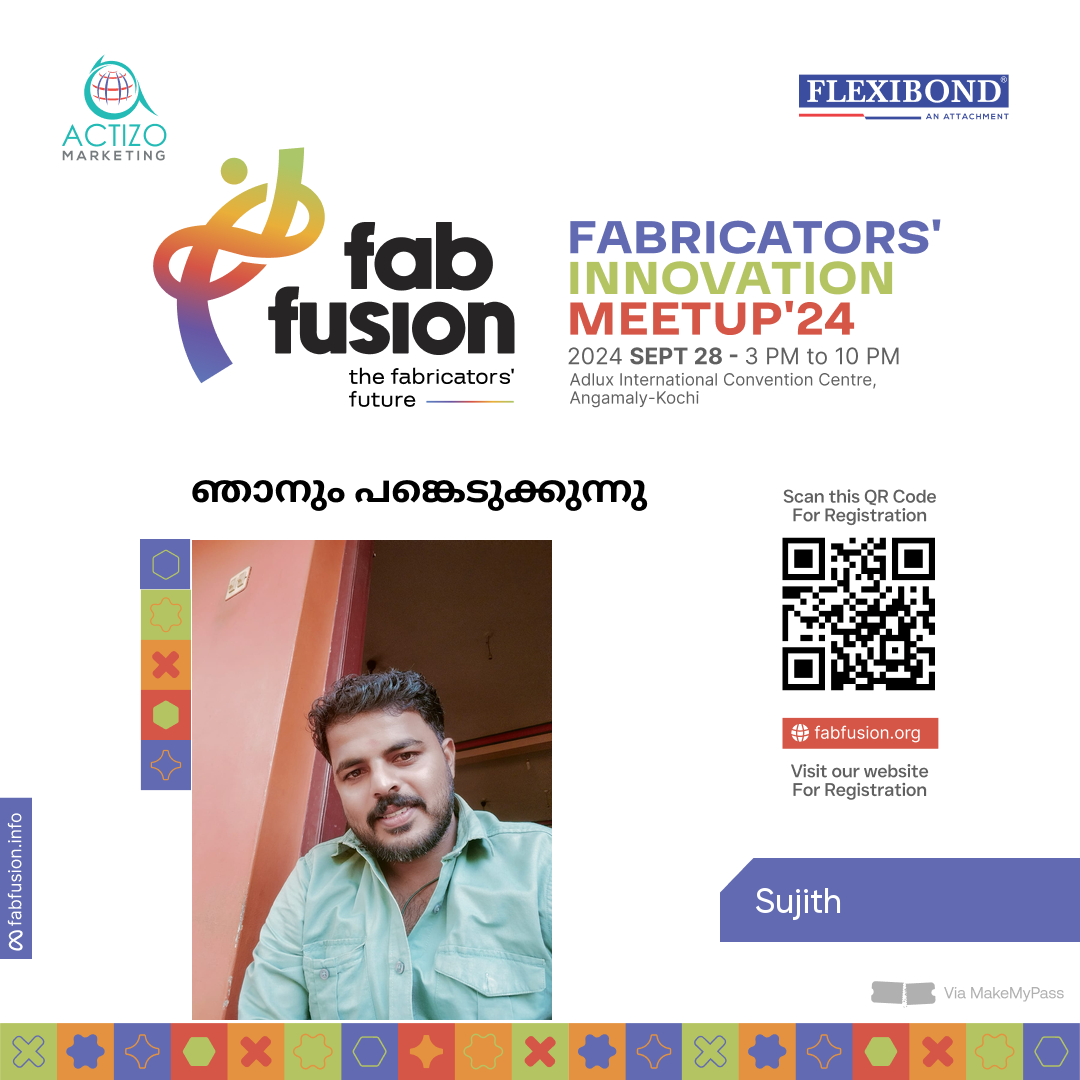 ACTIZO
MARKETING
FLEXIBOND®
AN ATTACHMENT
fab
fusion
the fabricators'
future
FABRICATORS'
INNOVATION
MEETUP'24
2024 SEPT 28 - 3 PM to 10 PM
Adlux International Convention Centre,
Angamaly-Kochi
ഞാനും പങ്കെടുക്കുന്നു
Scan this QR Code
For Registration
fabfusion.org
Visit our website
For Registration
fabfusion.info
Sujith
Via MakeMyPass